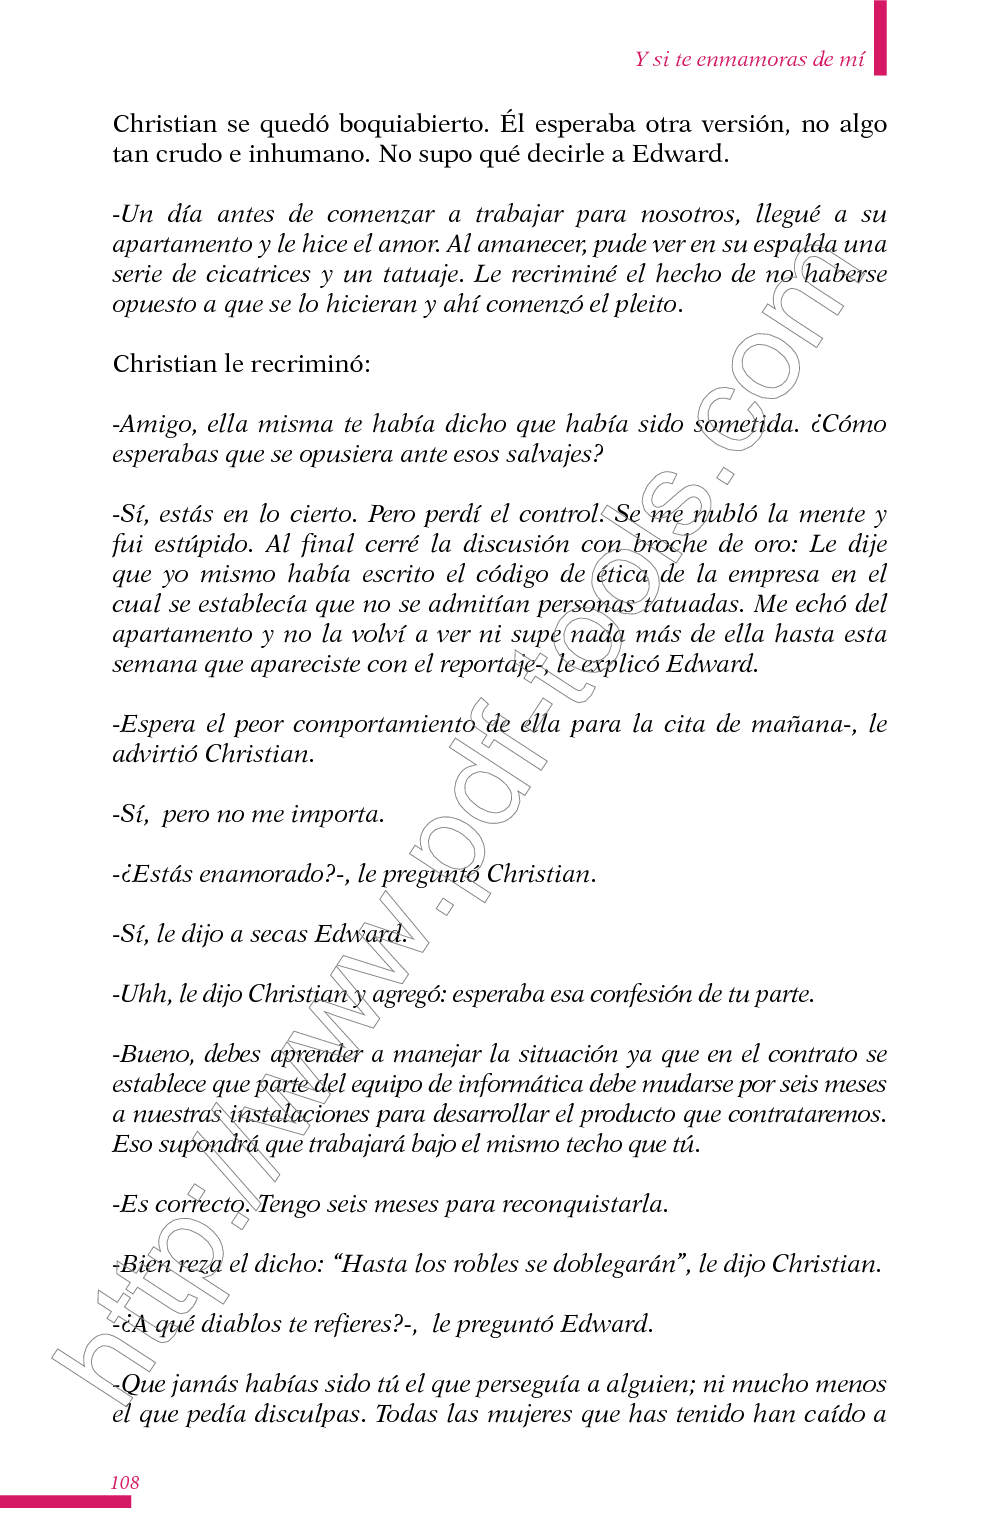 Y si te enmamoras de mí
Christian se quedó boquiabierto. Él esperaba otra versión, no algo
tan crudo e inhumano. No supo qué decirle a Edward.
-Un día antes de comenzar a trabajar para nosotros, llegué a su
apartamento y le hice el amor. Al amanecer, pude ver en su espalda una
serie de cicatrices y un tatuaje. Le recriminé el hecho de no haberse
opuesto a que se lo hicieran y ahí comenzó el pleito.
Christian le recriminó:
-Amigo, ella misma te había dicho que había sido sometida. ¿Cómo
esperabas que se opusiera ante esos salvajes?
-Sí, estás en lo cierto. Pero perdí el control. Se me nubló la mente y
fui estúpido. Al final cerré la discusión con broche de oro: Le dije
que yo mismo había escrito el código de ética de la empresa en el
cual se establecía que no se admitían personas tatuadas. Me echó del
apartamento y no la volví a ver ni supe nada más de ella hasta esta
semana que apareciste con el reportaje-, le explicó Edward.
-Espera el peor comportamiento de ella para la cita de mañana-, le
advirtió Christian.
-Sí,  pero no me importa.
-¿Estás enamorado?-, le preguntó Christian.
-Sí, le dijo a secas Edward.
-Uhh, le dijo Christian y agregó: esperaba esa confesión de tu parte.
-Bueno, debes aprender a manejar la situación ya que en el contrato se
establece que parte del equipo de informática debe mudarse por seis meses
a nuestras instalaciones para desarrollar el producto que contrataremos.
Eso supondrá que trabajará bajo el mismo techo que tú.
-Es correcto. Tengo seis meses para reconquistarla.
-Bien reza el dicho: “Hasta los robles se doblegarán”, le dijo Christian.
-¿A qué diablos te refieres?-,  le preguntó Edward.
-Que jamás habías sido tú el que perseguía a alguien; ni mucho menos
el que pedía disculpas. Todas las mujeres que has tenido han caído a
108
http://www.pdf-tools.com